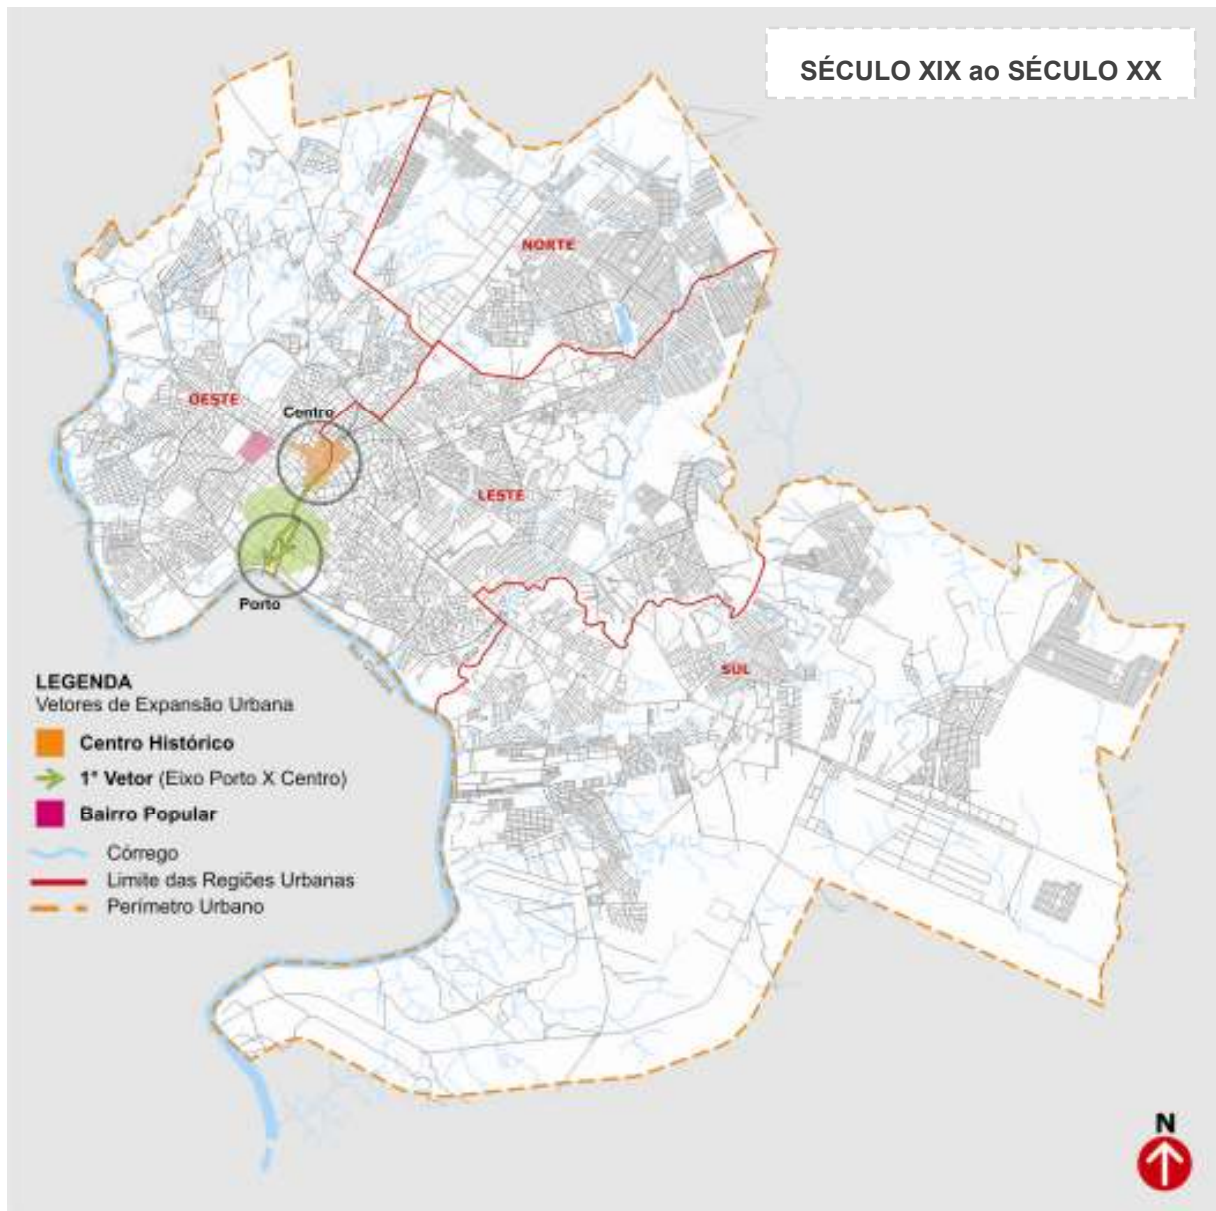 SÉCULO XIX ao SÉCULO XX
NORTE
OESTE
Centro
LESTE
Porto
SUL
LEGENDA
Vetores de Expansão Urbana
Centro Histórico
1° Vetor (Eixo Porto X Centro)
Bairro Popular
Córrego
Limite das Regiões Urbanas
Perímetro Urbano
N